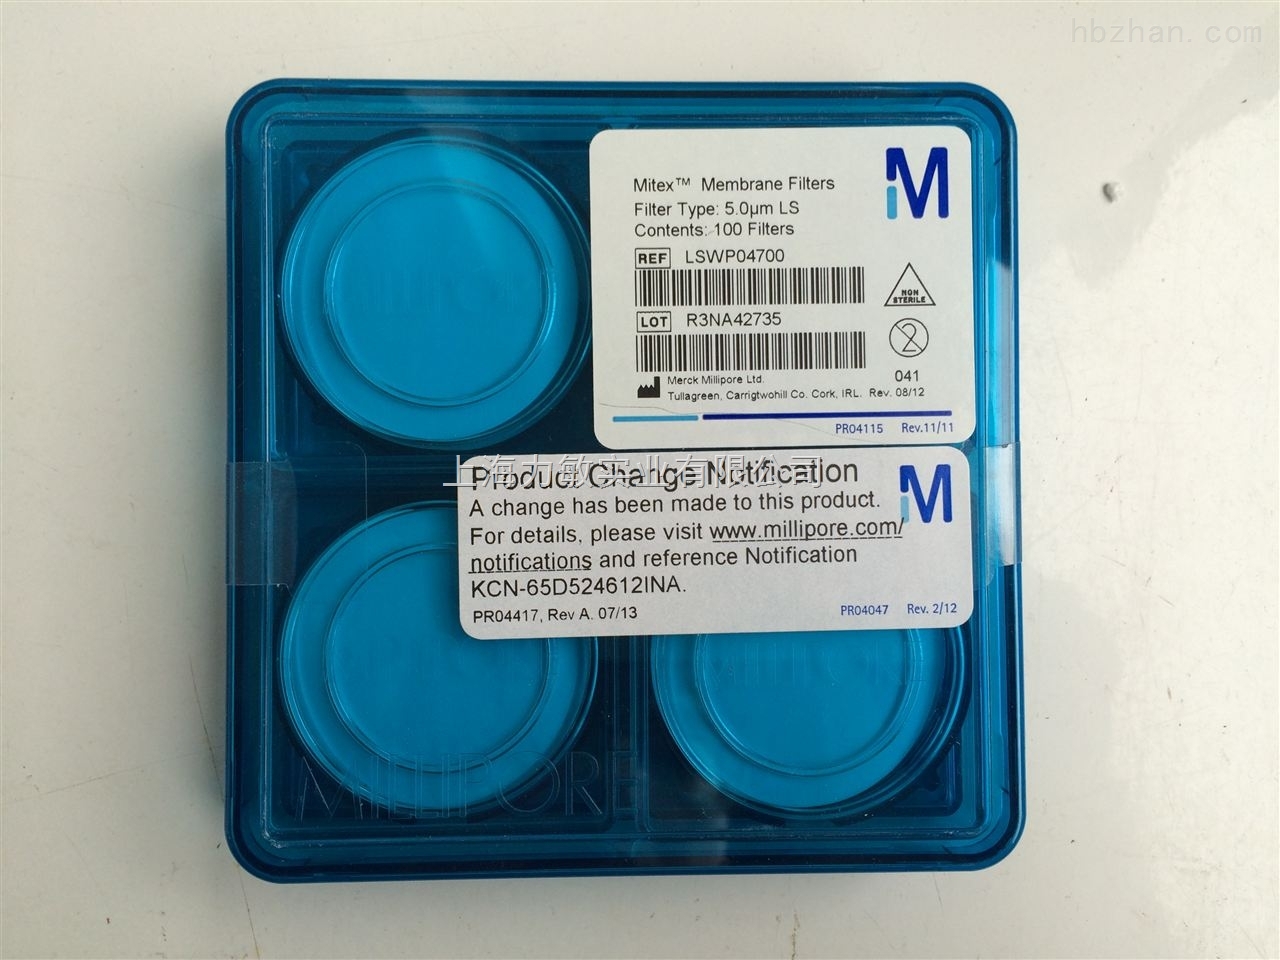 hbzhan.com
M
Mitex™ Membrane Filters
Filter Type: 5.0µm LS
Contents: 100 Filters
REF LSWP04700
NON
STERILE
LOT R3NA42735
2
041
Merck Millipore Ltd.
Tullagreen, Carrigtwohill Co. Cork, IRL. Rev. 08/12
PR04115 Rev.11/11
上海力敏实业有限公司
Product Change Notification
M
A change has been made to this product.
For details, please visit www.millipore.com/
notifications and reference Notification
KCN-65D524612INA.
PR04417, Rev A. 07/13
PR04047 Rev. 2/12
MILLIPORE
MILLIPORE